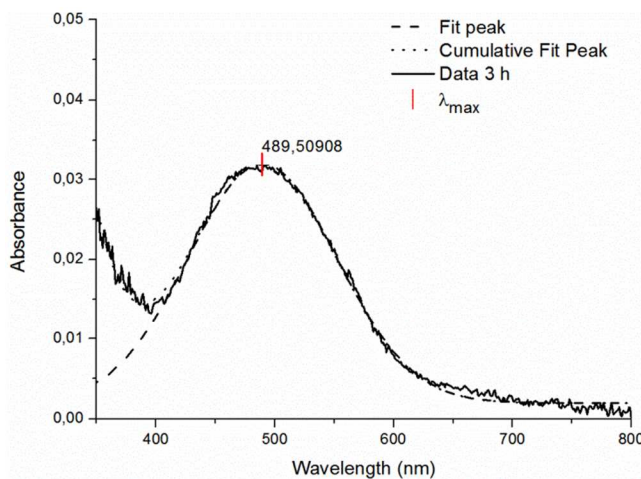 0,05
0,04
0,03
0,02
0,01
0,00
Absorbance
Fit peak
Cumulative Fit Peak
Data 3 h
λmax
489,50908
400
500
600
700
800
Wavelength (nm)